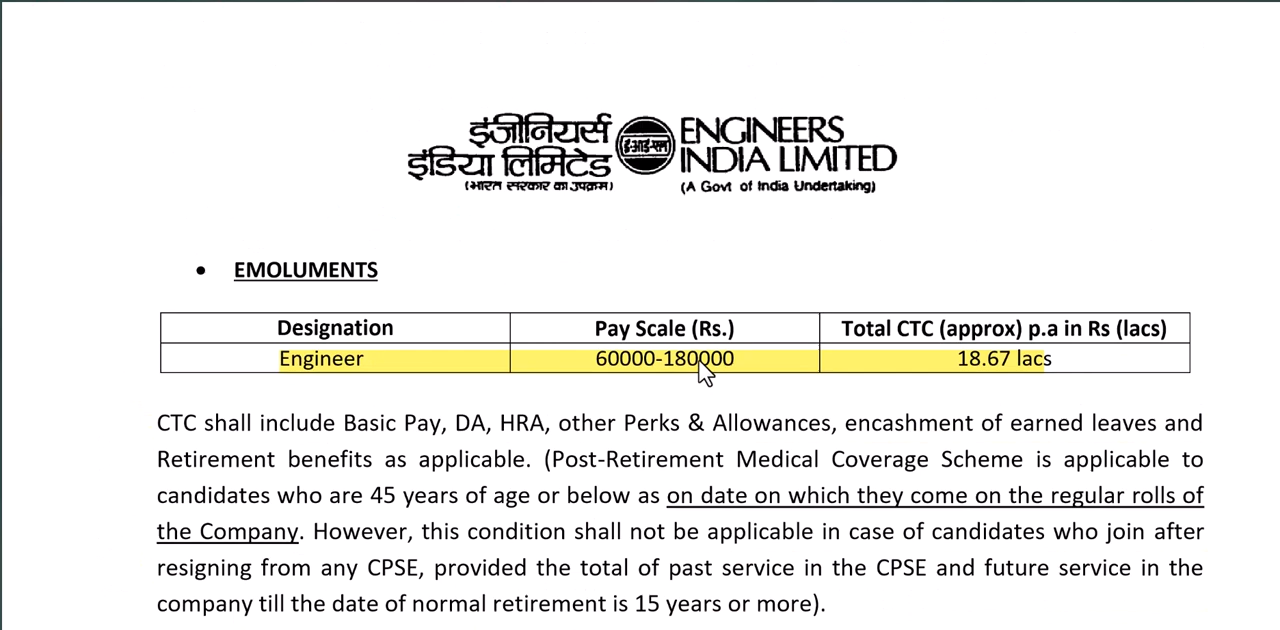 इंजीनियर्स
इंडिया लिमिटेड
(भारत सरकार का उपक्रम)
ई आई एल
ENGINEERS
INDIA LIMITED
(A Govt of India Undertaking)
• EMOLUMENTS
Designation Pay Scale (Rs.) Total CTC (approx) p.a in Rs (lacs)
Engineer 60000-180000 18.67 lacs
CTC shall include Basic Pay, DA, HRA, other Perks & Allowances, encashment of earned leaves and
Retirement benefits as applicable. (Post-Retirement Medical Coverage Scheme is applicable to
candidates who are 45 years of age or below as on date on which they come on the regular rolls of
the Company. However, this condition shall not be applicable in case of candidates who join after
resigning from any CPSE, provided the total of past service in the CPSE and future service in the
company till the date of normal retirement is 15 years or more).